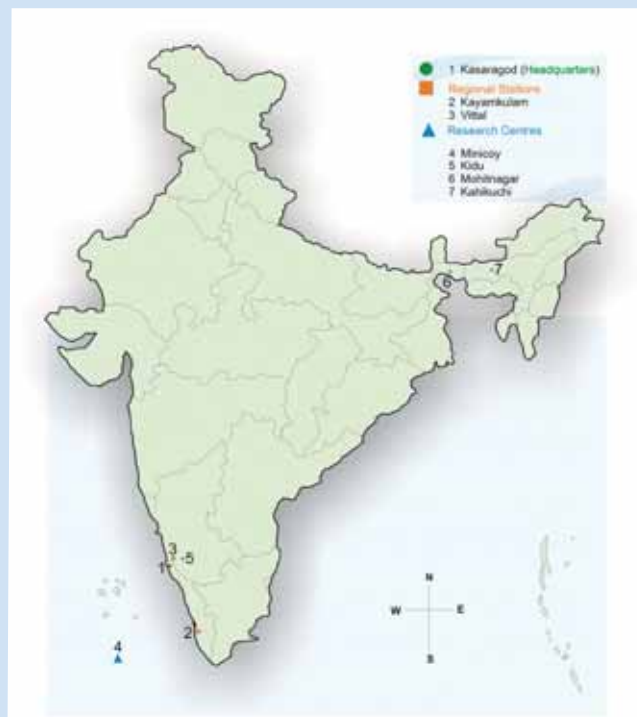 1 Kasaragod (Headquarters)
Regional Stations
2 Kayamkulam
3 Vittal
Research Centres
4 Minicoy
5 Kidu
6 Mohitnagar
7 Kahikuchi
7
6
3
5
1
2
4
N
W E
S